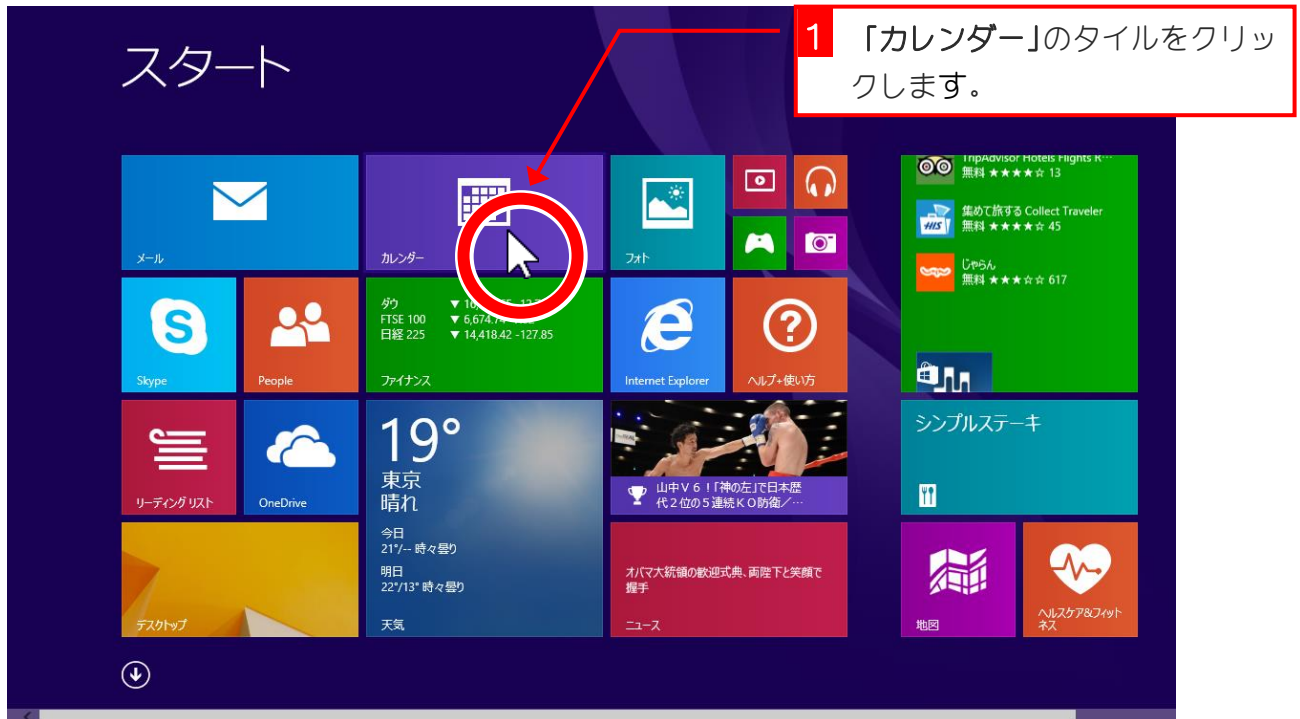 スタート
1 「カレンダー」のタイルをクリッ
クします。
メール
カレンダー
フォト
TripAdvisor Hotels Flights R…
無料 ★★★★☆ 13
集めて旅する Collect Traveler
無料 ★★★★☆ 45
じゃらん
無料 ★★★☆☆ 617
Skype
People
ダウ ▼
FTSE 100 ▼ 6,674.74
日経 225 ▼ 14,418.42 -127.85
ファイナンス
Internet Explorer
ヘルプ+使い方
リーディング リスト
OneDrive
19°
東京
晴れ
今日
21°/-- 時々曇り
明日
22°/13° 時々曇り
天気
山中V6!「神の左」で日本歴
代2位の5連続KO防衛/…
シンプルステーキ
デスクトップ
オバマ大統領の歓迎式典、両陛下と笑顔で
握手
ニュース
地図
ヘルスケア&フィット
ネス